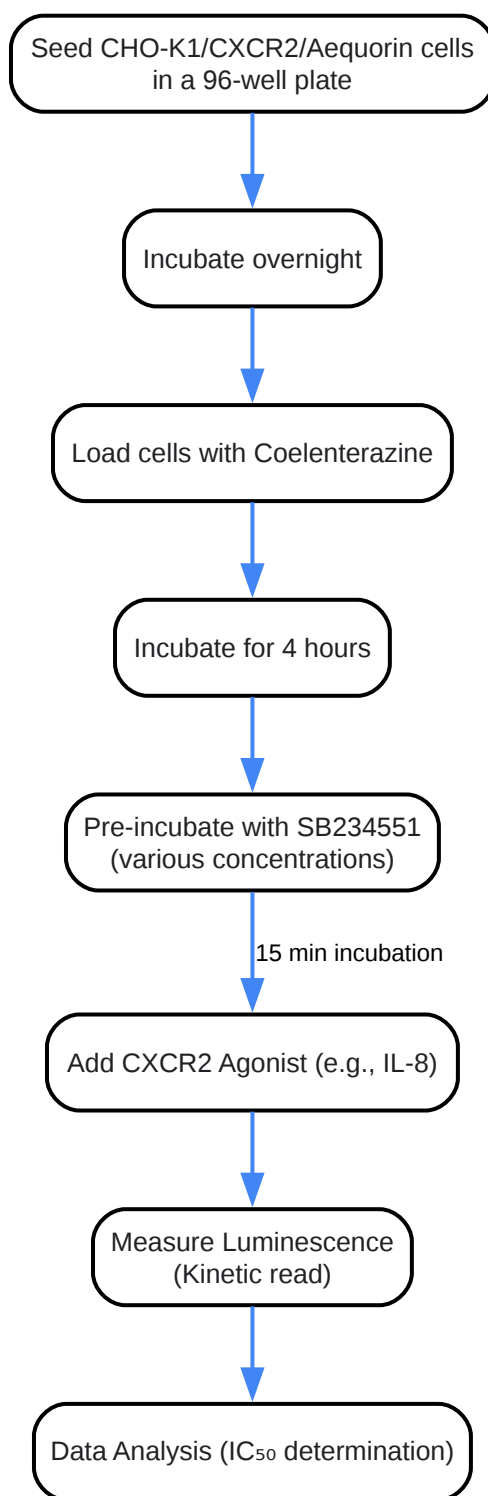 Seed CHO-K1/CXCR2/Aequorin cells
in a 96-well plate
Incubate overnight
Load cells with Coelenterazine
Incubate for 4 hours
Pre-incubate with SB234551
(various concentrations)
15 min incubation
Add CXCR2 Agonist (e.g., IL-8)
Measure Luminescence
(Kinetic read)
Data Analysis (IC₅₀ determination)